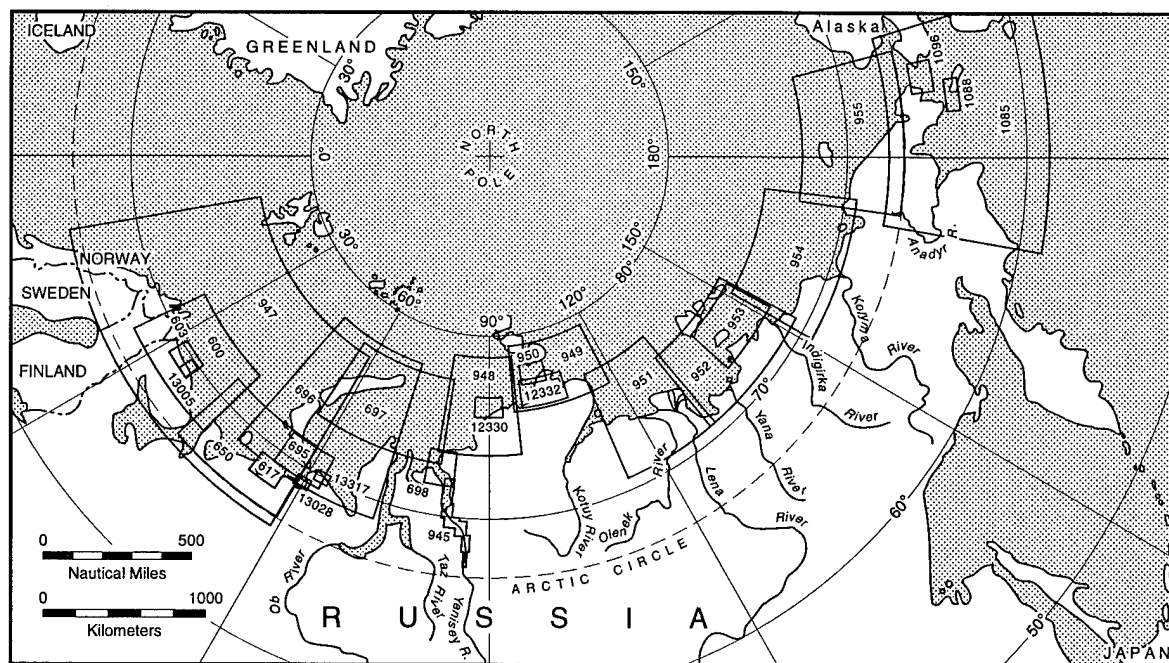 ICELAND
GREENLAND
Alaska
30°
150°
1096
1088
955
1085
NORTH
POLE
0°
180°
30°
150°
NORWAY
SWEDEN
FINLAND
947
603
600
13005
60°
80°
90°
120°
954
Anadyr R.
Kolyma
River
953
Indigirka
River
950
949
948
12332
12330
951
952
70°
696
697
695
650
617
13317
13028
698
945
Kotuy River
Olenek
River
Lena
River
Yana
River
60°
ARCTIC CIRCLE
0 500
Nautical Miles
0 1000
Kilometers
Ob
River
Taz
River
Yanisey R.
RUSSIA
50°
JAPAN